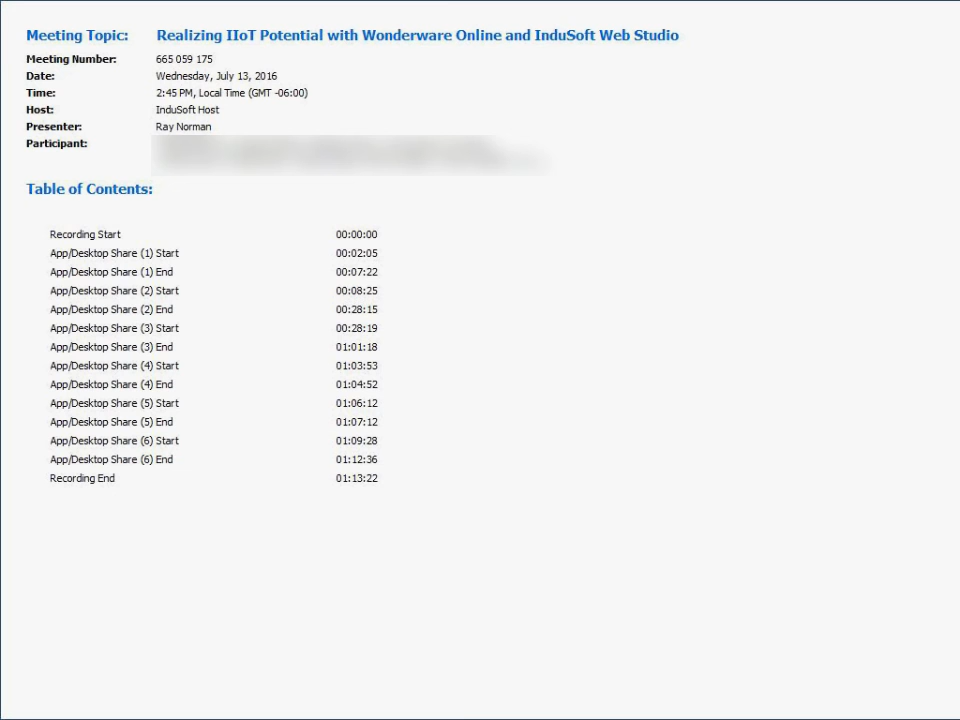 Meeting Topic: Realizing IIoT Potential with Wonderware Online and InduSoft Web Studio
Meeting Number: 665 059 175
Date: Wednesday, July 13, 2016
Time: 2:45 PM, Local Time (GMT -06:00)
Host: InduSoft Host
Presenter: Ray Norman
Participant:
Table of Contents:
Recording Start 00:00:00
App/Desktop Share (1) Start 00:02:05
App/Desktop Share (1) End 00:07:22
App/Desktop Share (2) Start 00:08:25
App/Desktop Share (2) End 00:28:15
App/Desktop Share (3) Start 00:28:19
App/Desktop Share (3) End 01:01:18
App/Desktop Share (4) Start 01:03:53
App/Desktop Share (4) End 01:04:52
App/Desktop Share (5) Start 01:06:12
App/Desktop Share (5) End 01:07:12
App/Desktop Share (6) Start 01:09:28
App/Desktop Share (6) End 01:12:36
Recording End 01:13:22